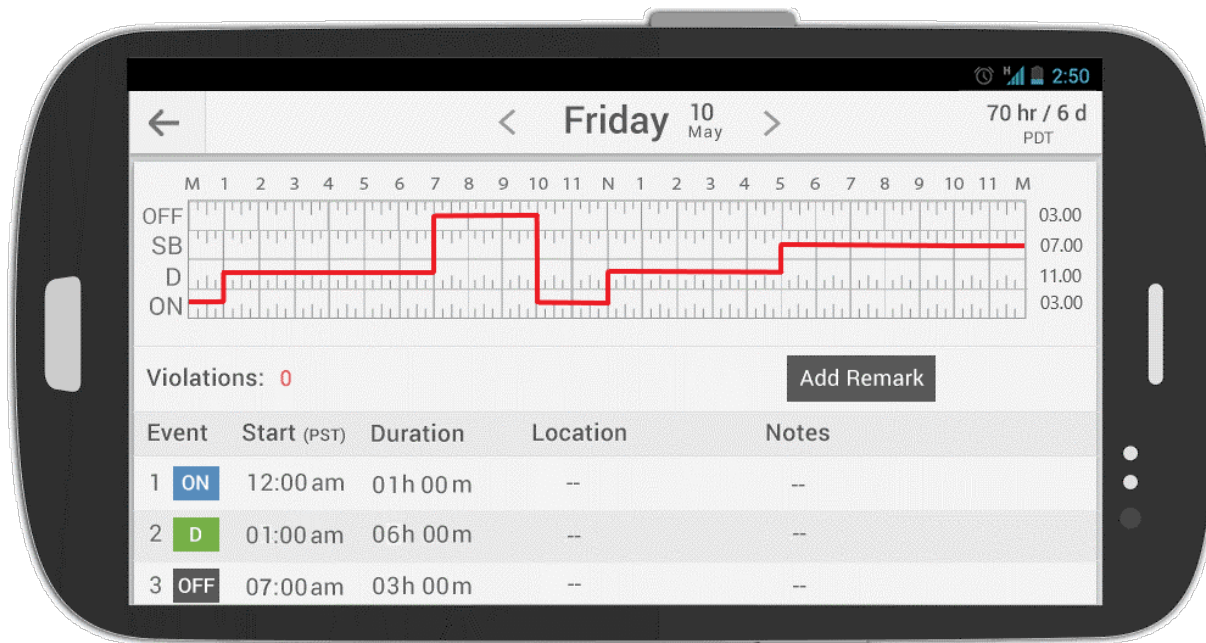 H 2:50
Friday 10 May 70 hr / 6 d
PDT
M 1 2 3 4 5 6 7 8 9 10 11 N 1 2 3 4 5 6 7 8 9 10 11 M
OFF 03.00
SB 07.00
D 11.00
ON 03.00
Violations: 0 Add Remark
Event Start (PST) Duration Location Notes
1 ON 12:00 am 01h 00m -- --
2 D 01:00 am 06h 00m -- --
3 OFF 07:00 am 03h 00m -- --